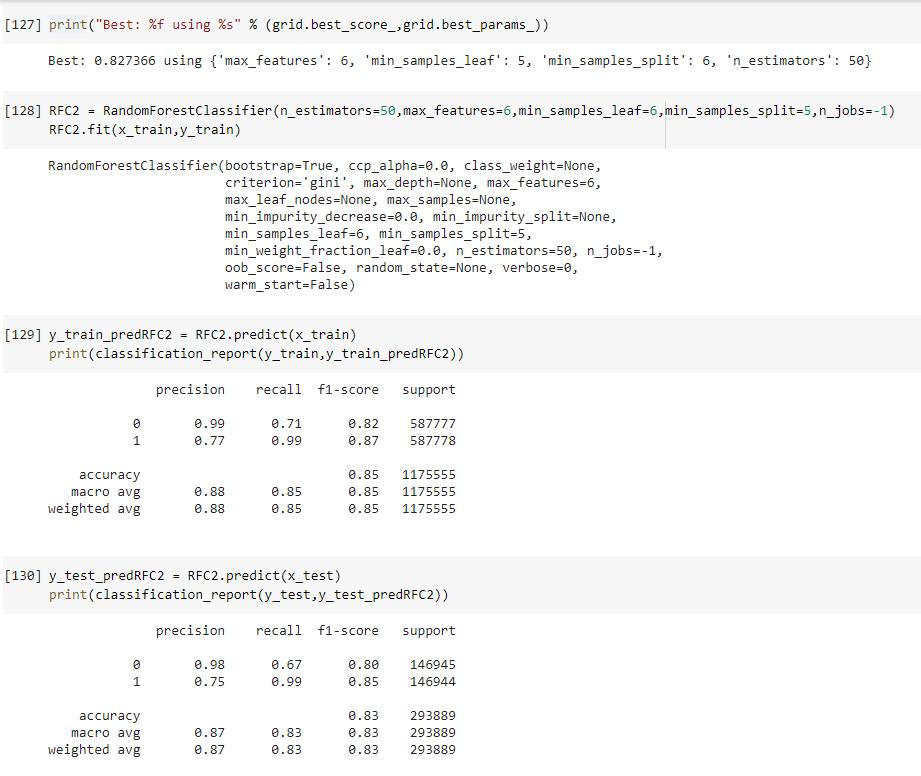 [127] print("Best: %f using %s" % (grid.best_score_,grid.best_params_))
Best: 0.827366 using {'max_features': 6, 'min_samples_leaf': 5, 'min_samples_split': 6, 'n_estimators': 50}
[128] RFC2 = RandomForestClassifier(n_estimators=50,max_features=6,min_samples_leaf=6,min_samples_split=5,n_jobs=-1)
RFC2.fit(x_train,y_train)
RandomForestClassifier(bootstrap=True, ccp_alpha=0.0, class_weight=None,
criterion='gini', max_depth=None, max_features=6,
max_leaf_nodes=None, max_samples=None,
min_impurity_decrease=0.0, min_impurity_split=None,
min_samples_leaf=6, min_samples_split=5,
min_weight_fraction_leaf=0.0, n_estimators=50, n_jobs=-1,
oob_score=False, random_state=None, verbose=0,
warm_start=False)
[129] y_train_predRFC2 = RFC2.predict(x_train)
print(classification_report(y_train,y_train_predRFC2))
precision recall f1-score support
0 0.99 0.71 0.82 587777
1 0.77 0.99 0.87 587778
accuracy 0.85 1175555
macro avg 0.88 0.85 0.85 1175555
weighted avg 0.88 0.85 0.85 1175555
[130] y_test_predRFC2 = RFC2.predict(x_test)
print(classification_report(y_test,y_test_predRFC2))
precision recall f1-score support
0 0.98 0.67 0.80 146945
1 0.75 0.99 0.85 146944
accuracy 0.83 293889
macro avg 0.87 0.83 0.83 293889
weighted avg 0.87 0.83 0.83 293889